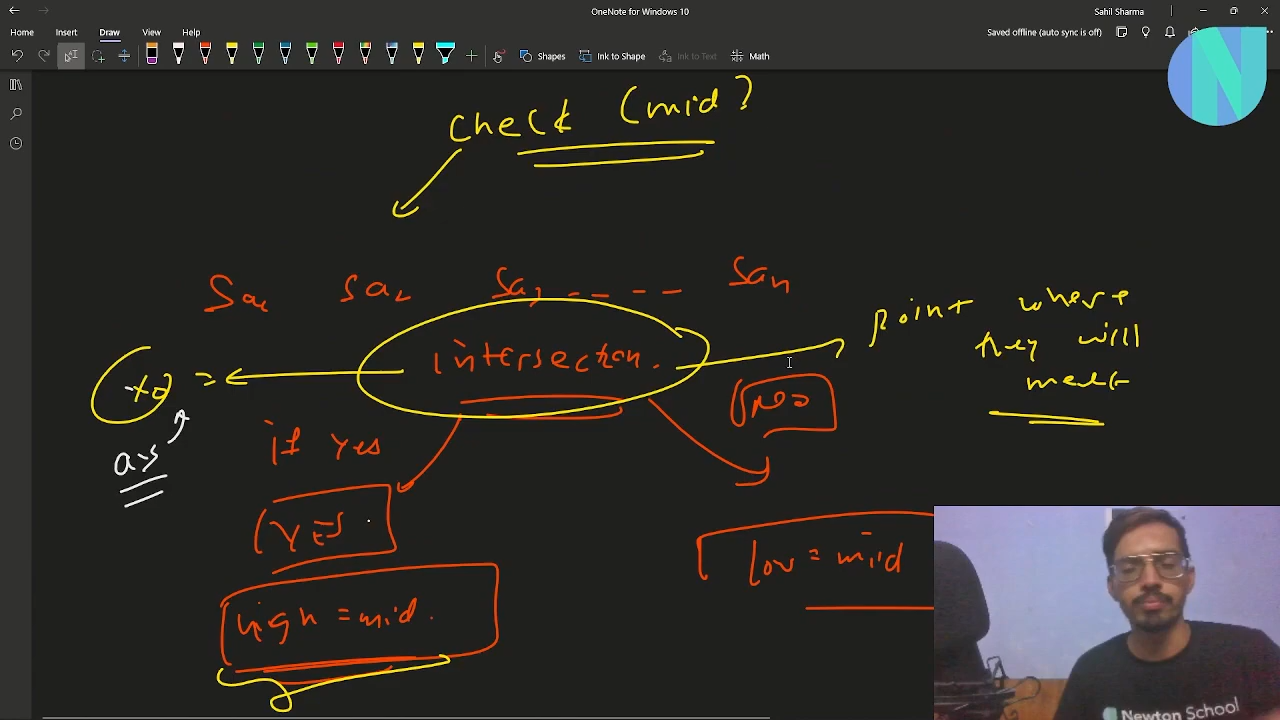 OneNote for Windows 10
Sahil Sharma
Home Insert Draw View Help
Saved offline (auto sync is off)
Shapes Ink to Shape Ink to Text Math
check (mid)
Sa1 Sa2 Sa3 - - - - - San
intersection.
point where
they will
meet
x0 =
ans
if yes
YES
NO
high = mid.
low = mid
Newton School